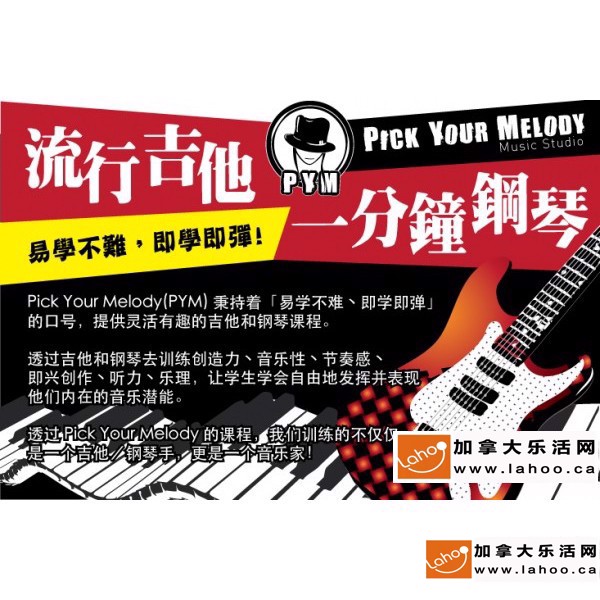 流行吉他
PYM
PICK YOUR MELODY
Music Studio
一分鐘鋼琴
易學不難，即學即彈!
Pick Your Melody(PYM) 秉持着「易学不难、即学即弹」
的口号，提供灵活有趣的吉他和钢琴课程。
透过吉他和钢琴去训练创造力、音乐性、节奏感、
即兴创作、听力、乐理，让学生学会自由地发挥并表现
他们内在的音乐潜能。
透过 Pick Your Melody 的课程，我们训练的不仅仅
是一个吉他／钢琴手，更是一个音乐家!
Lahoo
加拿大乐活网
www.lahoo.ca
Lahoo
加拿大乐活网
www.lahoo.ca